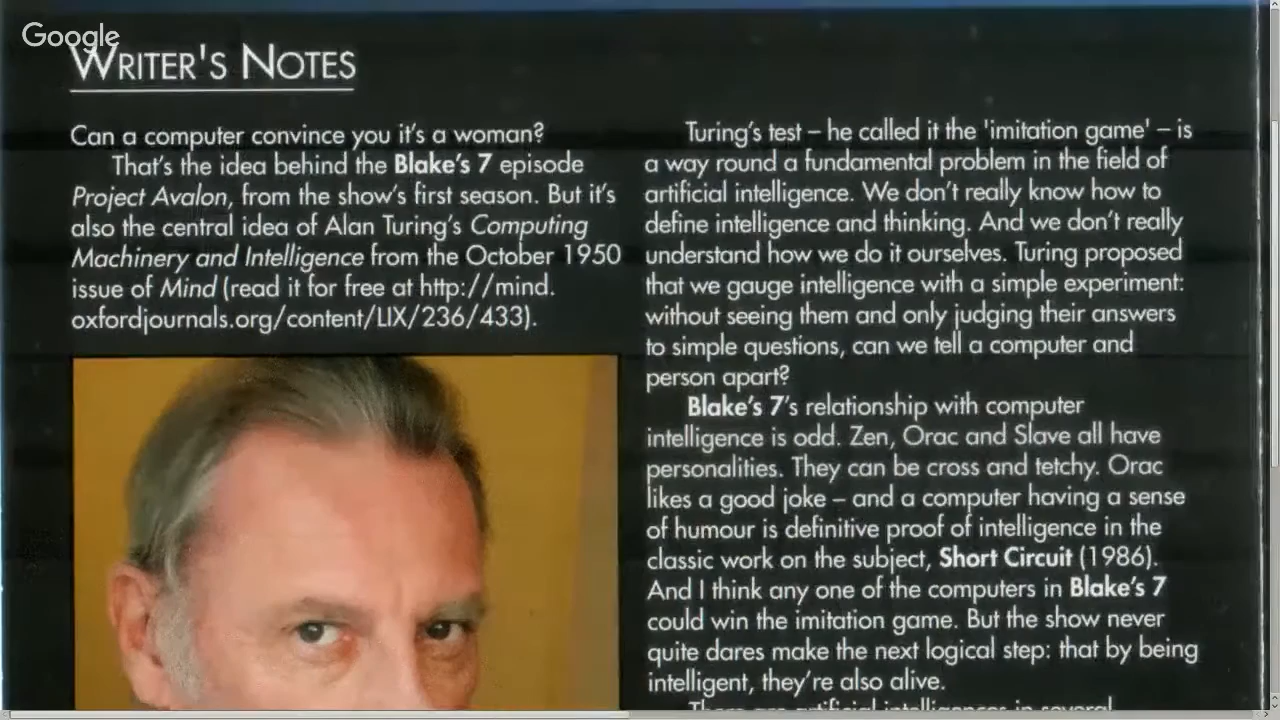 Google
WRITER'S NOTES
Can a computer convince you it's a woman?
That's the idea behind the Blake's 7 episode
Project Avalon, from the show's first season. But it's
also the central idea of Alan Turing's Computing
Machinery and Intelligence from the October 1950
issue of Mind (read it for free at http://mind.
oxfordjournals.org/content/LIX/236/433).
Turing's test – he called it the 'imitation game' – is
a way round a fundamental problem in the field of
artificial intelligence. We don't really know how to
define intelligence and thinking. And we don't really
understand how we do it ourselves. Turing proposed
that we gauge intelligence with a simple experiment:
without seeing them and only judging their answers
to simple questions, can we tell a computer and
person apart?
Blake's 7's relationship with computer
intelligence is odd. Zen, Orac and Slave all have
personalities. They can be cross and tetchy. Orac
likes a good joke – and a computer having a sense
of humour is definitive proof of intelligence in the
classic work on the subject, Short Circuit (1986).
And I think any one of the computers in Blake's 7
could win the imitation game. But the show never
quite dares make the next logical step: that by being
intelligent, they're also alive.
There are artificial intelligences in several